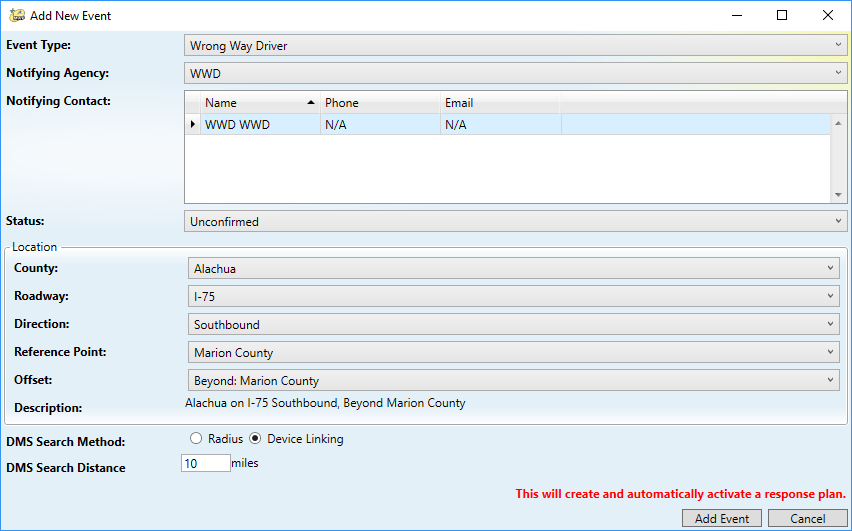 Add New Event
Event Type: Wrong Way Driver
Notifying Agency: WWD
Notifying Contact: Name Phone Email
WWD WWD N/A N/A
Status: Unconfirmed
Location
County: Alachua
Roadway: I-75
Direction: Southbound
Reference Point: Marion County
Offset: Beyond: Marion County
Description: Alachua on I-75 Southbound, Beyond Marion County
DMS Search Method: Radius Device Linking
DMS Search Distance 10 miles
This will create and automatically activate a response plan.
Add Event Cancel